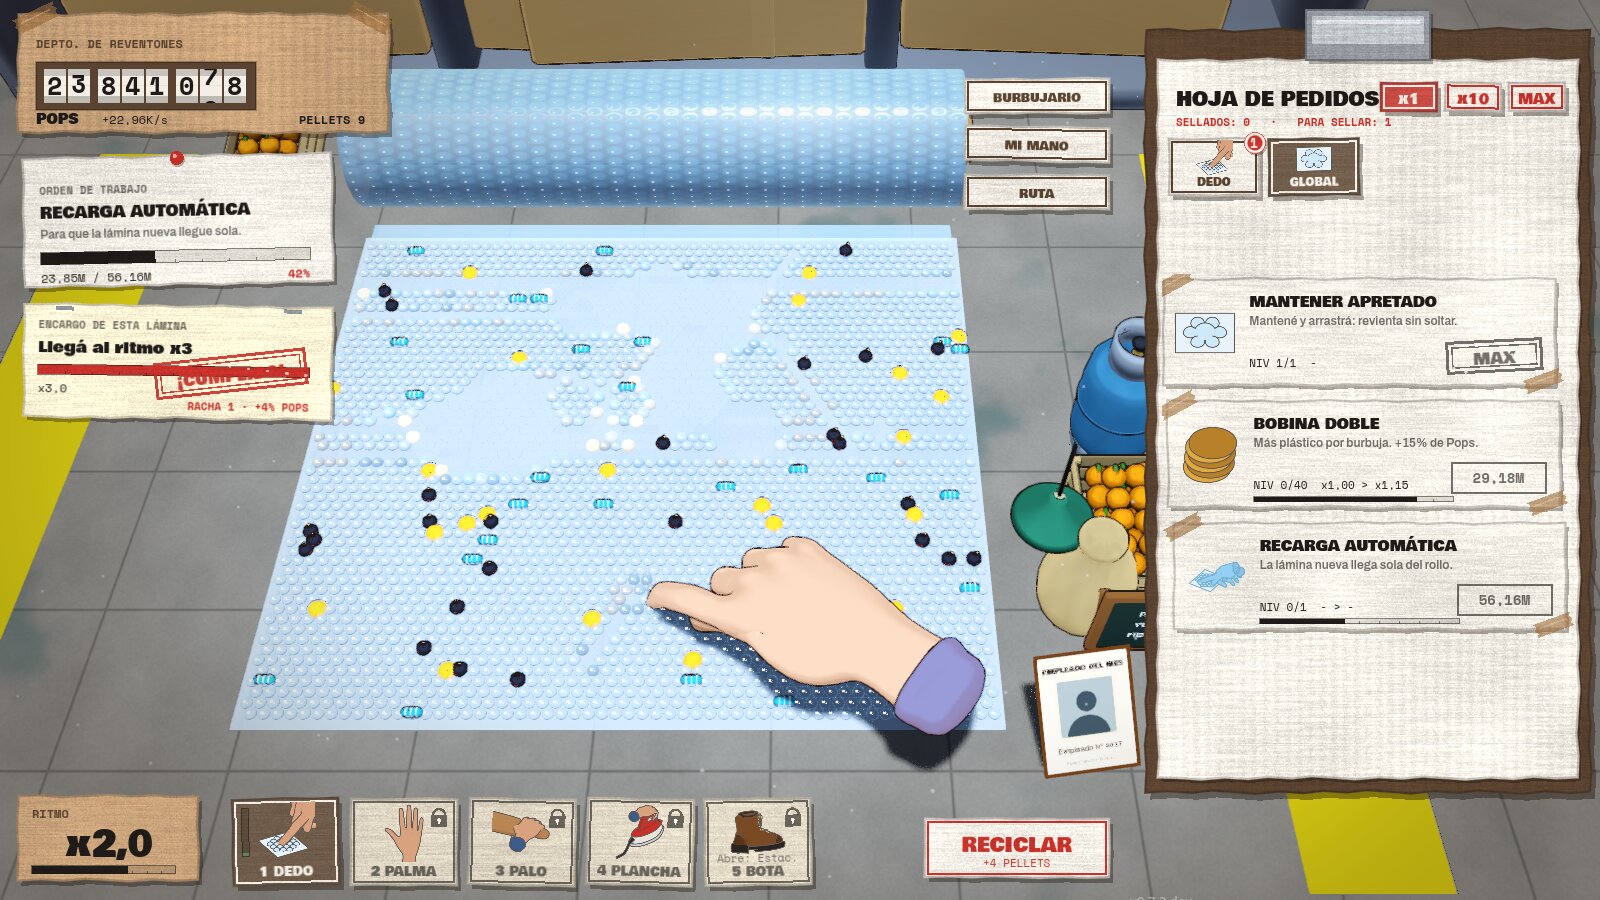 DEPTO. DE REVENTONES
POPS
+22,96K/s
PELLETS 9
ORDEN DE TRABAJO
RECARGA AUTOMÁTICA
Para que la lámina nueva llegue sola.
23,85M / 56,16M
42%
ENCARGO DE ESTA LÁMINA
Llegá al ritmo x3
x3,0
RACHA 1 · +4% POPS
BURBUJARIO
MI MANO
RUTA
HOJA DE PEDIDOS
x1
x10
MAX
SELLADOS: 0 · PARA SELLAR: 1
DEDO
1
GLOBAL
MANTENER APRETADO
Mantené y arrastrá: revienta sin soltar.
NIV 1/1 -
MAX
BOBINA DOBLE
Más plástico por burbuja. +15% de Pops.
NIV 0/40 x1,00 > x1,15
29,18M
RECARGA AUTOMÁTICA
La lámina nueva llega sola del rollo.
NIV 0/1 - > -
56,16M
EMPLEADO DEL MES
RITMO
x2,0
1 DEDO
2 PALMA
3 PALO
4 PLANCHA
Abre: Estac.
5 BOTA
RECICLAR
+4 PELLETS